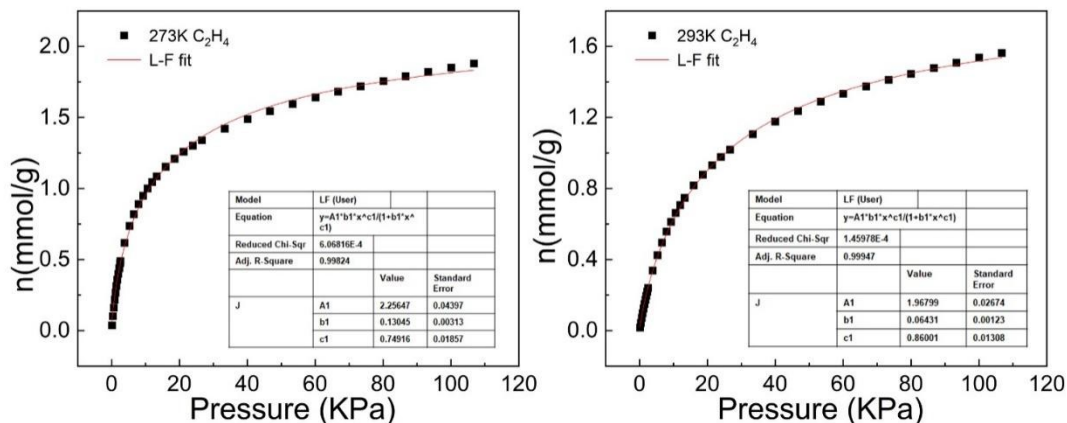 273K C2H4
L-F fit
n(mmol/g)
2.0
1.5
1.0
0.5
0.0
Model LF (User)
Equation y=A1*b1*x^c1/(1+b1*x^
c1)
Reduced Chi-Sqr 6.06816E-4
Adj. R-Square 0.99824
Value Standard
Error
J A1 2.25647 0.04397
b1 0.13045 0.00313
c1 0.74916 0.01857
0 20 40 60 80 100 120
Pressure (KPa)
293K C2H4
L-F fit
n(mmol/g)
1.6
1.2
0.8
0.4
0.0
Model LF (User)
Equation y=A1*b1*x^c1/(1+b1*x^c1)
Reduced Chi-Sqr 1.45978E-4
Adj. R-Square 0.99947
Value Standard
Error
J A1 1.96799 0.02674
b1 0.06431 0.00123
c1 0.86001 0.01308
0 20 40 60 80 100 120
Pressure (KPa)